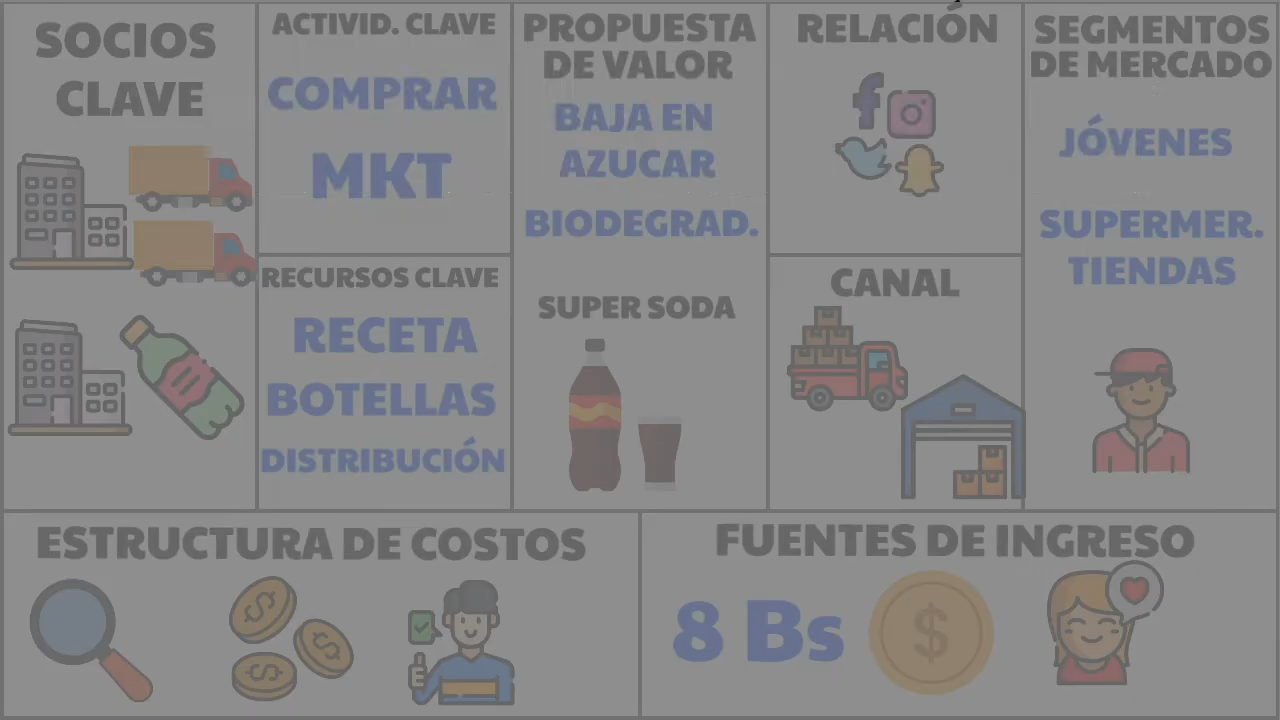 SOCIOS
CLAVE
ACTIVID. CLAVE
COMPRAR
MKT
RECURSOS CLAVE
RECETA
BOTELLAS
DISTRIBUCIÓN
PROPUESTA
DE VALOR
BAJA EN
AZUCAR
BIODEGRAD.
SUPER SODA
RELACIÓN
CANAL
SEGMENTOS
DE MERCADO
JÓVENES
SUPERMER.
TIENDAS
ESTRUCTURA DE COSTOS
FUENTES DE INGRESO
8 Bs